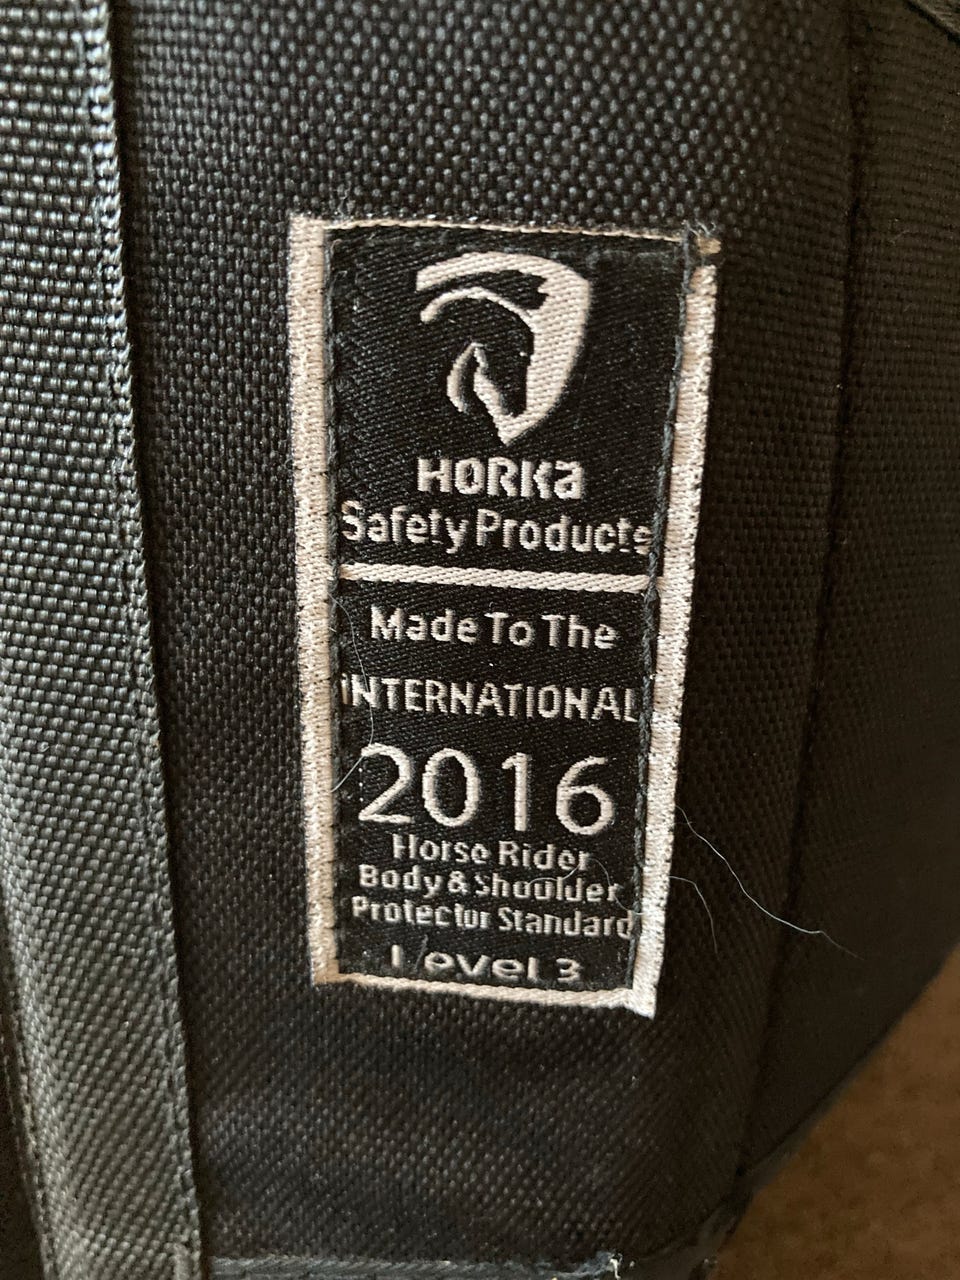 HORKa
Safety Products
Made To The
iNTERNATIONAL
2016
Horse Rider
Body & Shoulder
Protector Standard
Level 3